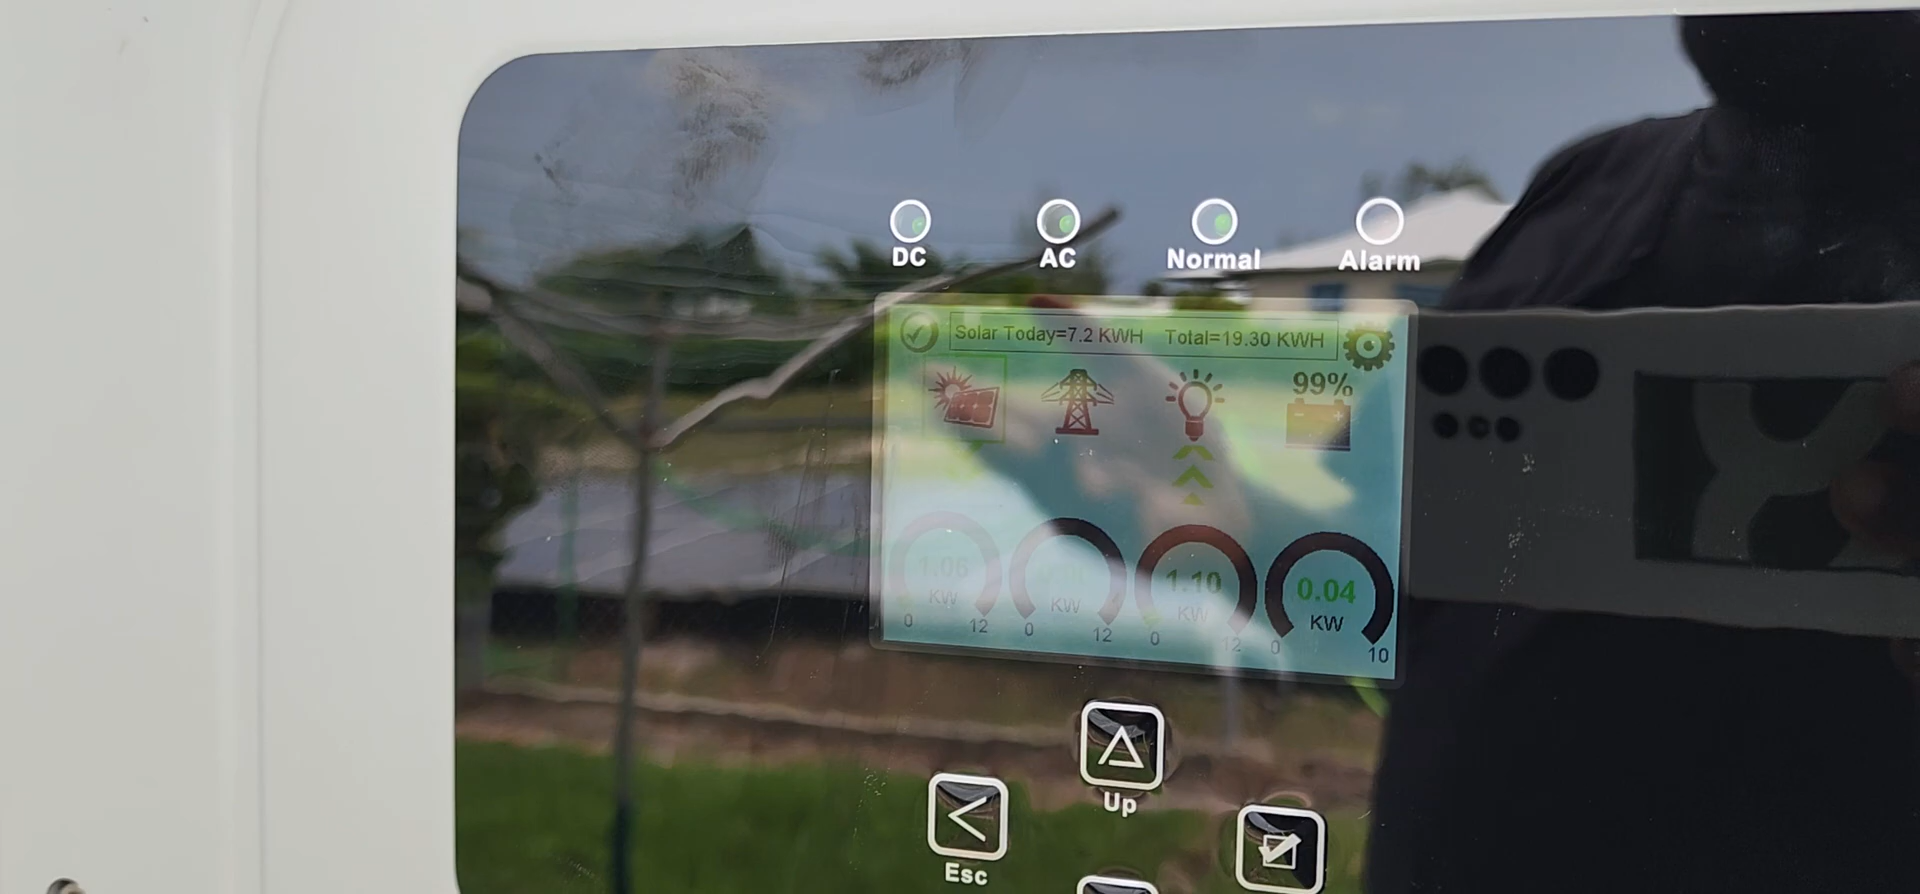 DC AC Normal Alarm
Solar Today=7.2 KWH Total=19.30 KWH
99%
1.06 1.10 0.04
KW KW KW KW
0 12 0 12 0 12 0 10
Up
Esc